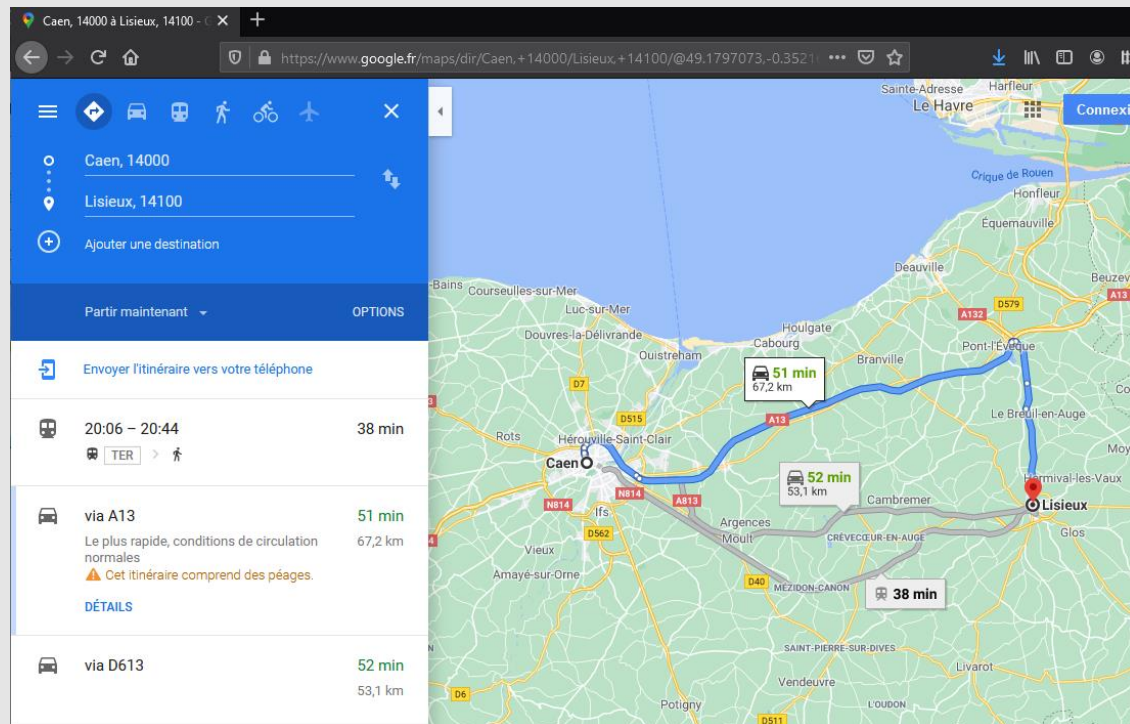 Caen, 14000 à Lisieux, 14100 - G
https://www.google.fr/maps/dir/Caen,+14000/Lisieux,+14100/@49.1797073,-0.3521
Caen, 14000
Lisieux, 14100
Ajouter une destination
Partir maintenant
OPTIONS
Envoyer l'itinéraire vers votre téléphone
20:06 – 20:44
38 min
TER
via A13
51 min
Le plus rapide, conditions de circulation
67,2 km
normales
Cet itinéraire comprend des péages.
DÉTAILS
via D613
52 min
53,1 km
Sainte-Adresse
Harfleur
Le Havre
Connexi
Crique de Rouen
Honfleur
Équemauville
Deauville
Beuzev
A13
-Bains
Courseulles-sur-Mer
D579
A132
Luc-sur-Mer
Douvres-la-Délivrande
Houlgate
Cabourg
Ouistreham
Pont-l'Évêque
Branville
51 min
67,2 km
D7
D515
A13
Le Breuil-en-Auge
Rots
Hérouville-Saint-Clair
Caen
52 min
53,1 km
Hermival-les-Vaux
Lisieux
N814
N814
A813
Cambremer
Ifs
Argences
Moult
CRÈVECŒUR-EN-AUGE
Glos
D562
Vieux
Amayé-sur-Orne
D40
MÉZIDON-CANON
38 min
SAINT-PIERRE-SUR-DIVES
Livarot
Vendeuvre
D6
Potigny
L'OUDON
D511